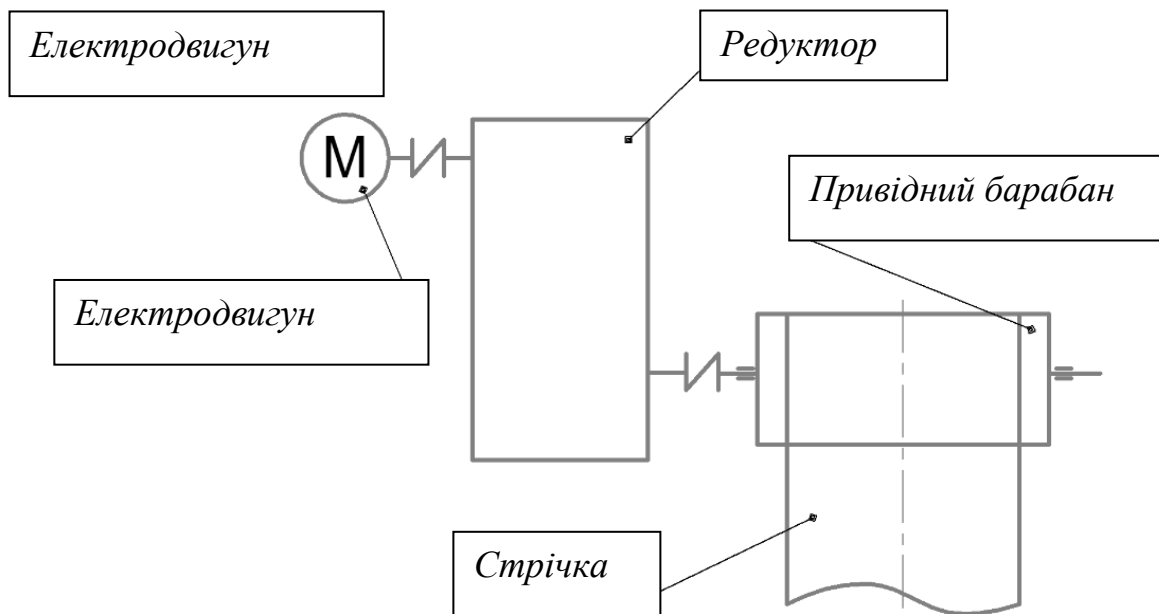 Електродвигун
Редуктор
М
Привідний барабан
Електродвигун
Стрічка